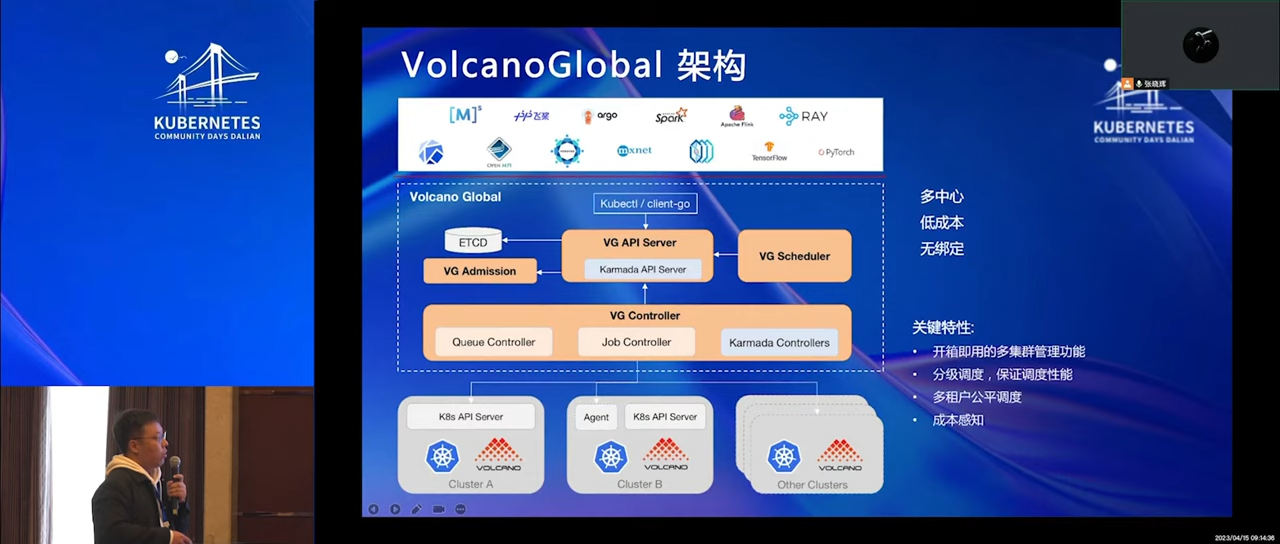 KUBERNETES
COMMUNITY DAYS DALIAN
VolcanoGlobal 架构
张晓辉
KUBERNETES
COMMUNITY DAYS DALIAN
[M]s
飞桨
argo
Spark
Apache Flink
RAY
OPEN MPI
mxnet
TensorFlow
PyTorch
Volcano Global
Kubectl / client-go
ETCD
VG API Server
Karmada API Server
VG Scheduler
VG Admission
VG Controller
Queue Controller
Job Controller
Karmada Controllers
K8s API Server
VOLCANO
Cluster A
Agent
K8s API Server
VOLCANO
Cluster B
VOLCANO
Other Clusters
多中心
低成本
无绑定
关键特性:
• 开箱即用的多集群管理功能
• 分级调度，保证调度性能
• 多租户公平调度
• 成本感知
2023/04/15 09:14:36